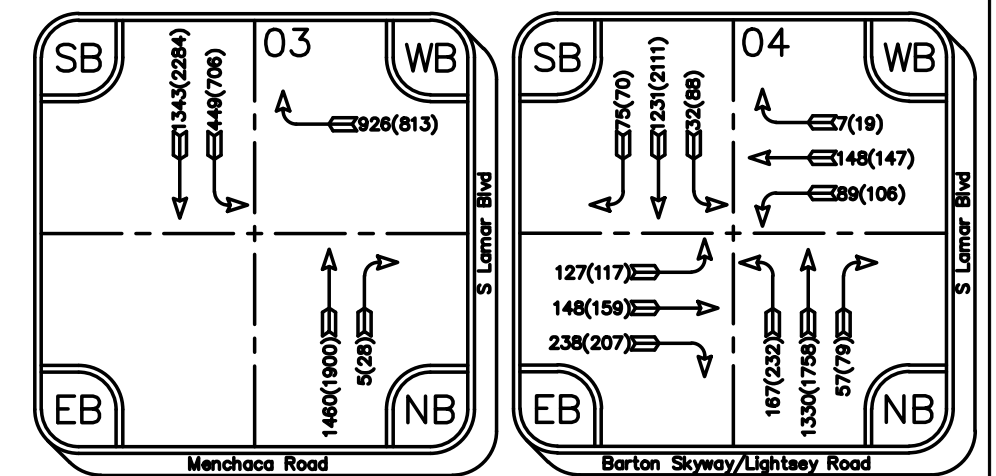 SB
1343(2284)
449(706)
03
WB
926(813)
S Lamar Blvd
1460(1900)
5(28)
EB
NB
Menchaca Road
SB
75(70)
1231(2111)
32(88)
04
WB
7(19)
148(147)
89(106)
S Lamar Blvd
127(117)
148(159)
238(207)
167(232)
1330(1758)
57(79)
EB
NB
Barton Skyway/Lightsey Road